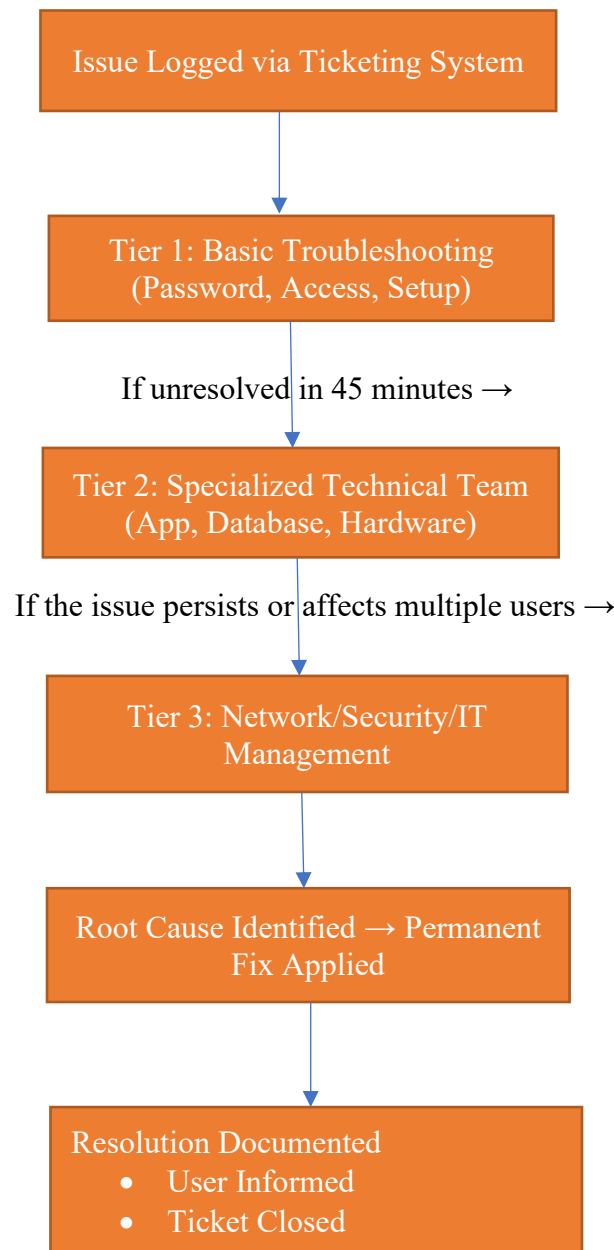 Issue Logged via Ticketing System
Tier 1: Basic Troubleshooting
(Password, Access, Setup)
If unresolved in 45 minutes →
Tier 2: Specialized Technical Team
(App, Database, Hardware)
If the issue persists or affects multiple users →
Tier 3: Network/Security/IT
Management
Root Cause Identified → Permanent
Fix Applied
Resolution Documented
• User Informed
• Ticket Closed